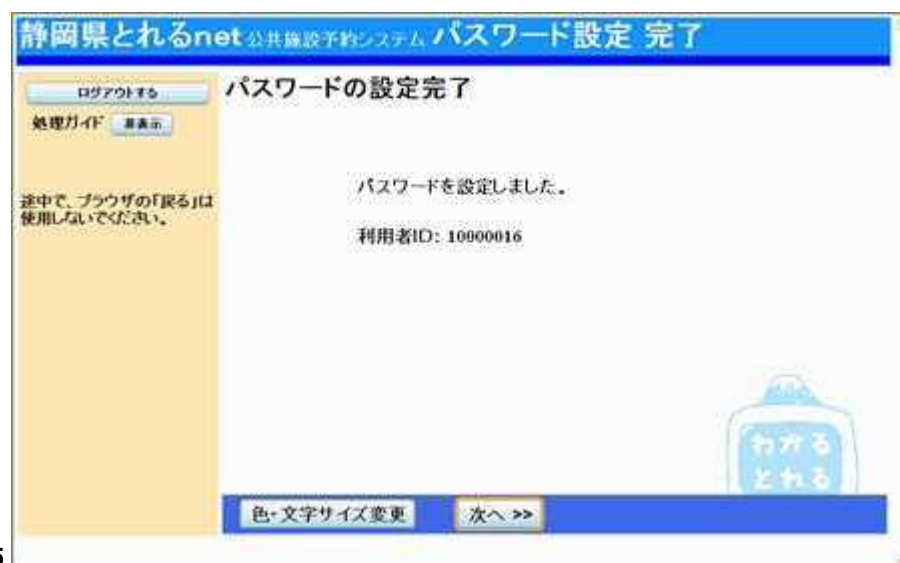 静岡県とれるnet 公共施設予約システム パスワード設定 完了
ログアウトする
処理ガイド 非表示
途中で、ブラウザの「戻る」は
使用しないでください。
パスワードの設定完了
パスワードを設定しました。
利用者ID: 10000016
わかる
とれる
色・文字サイズ変更 次へ >>